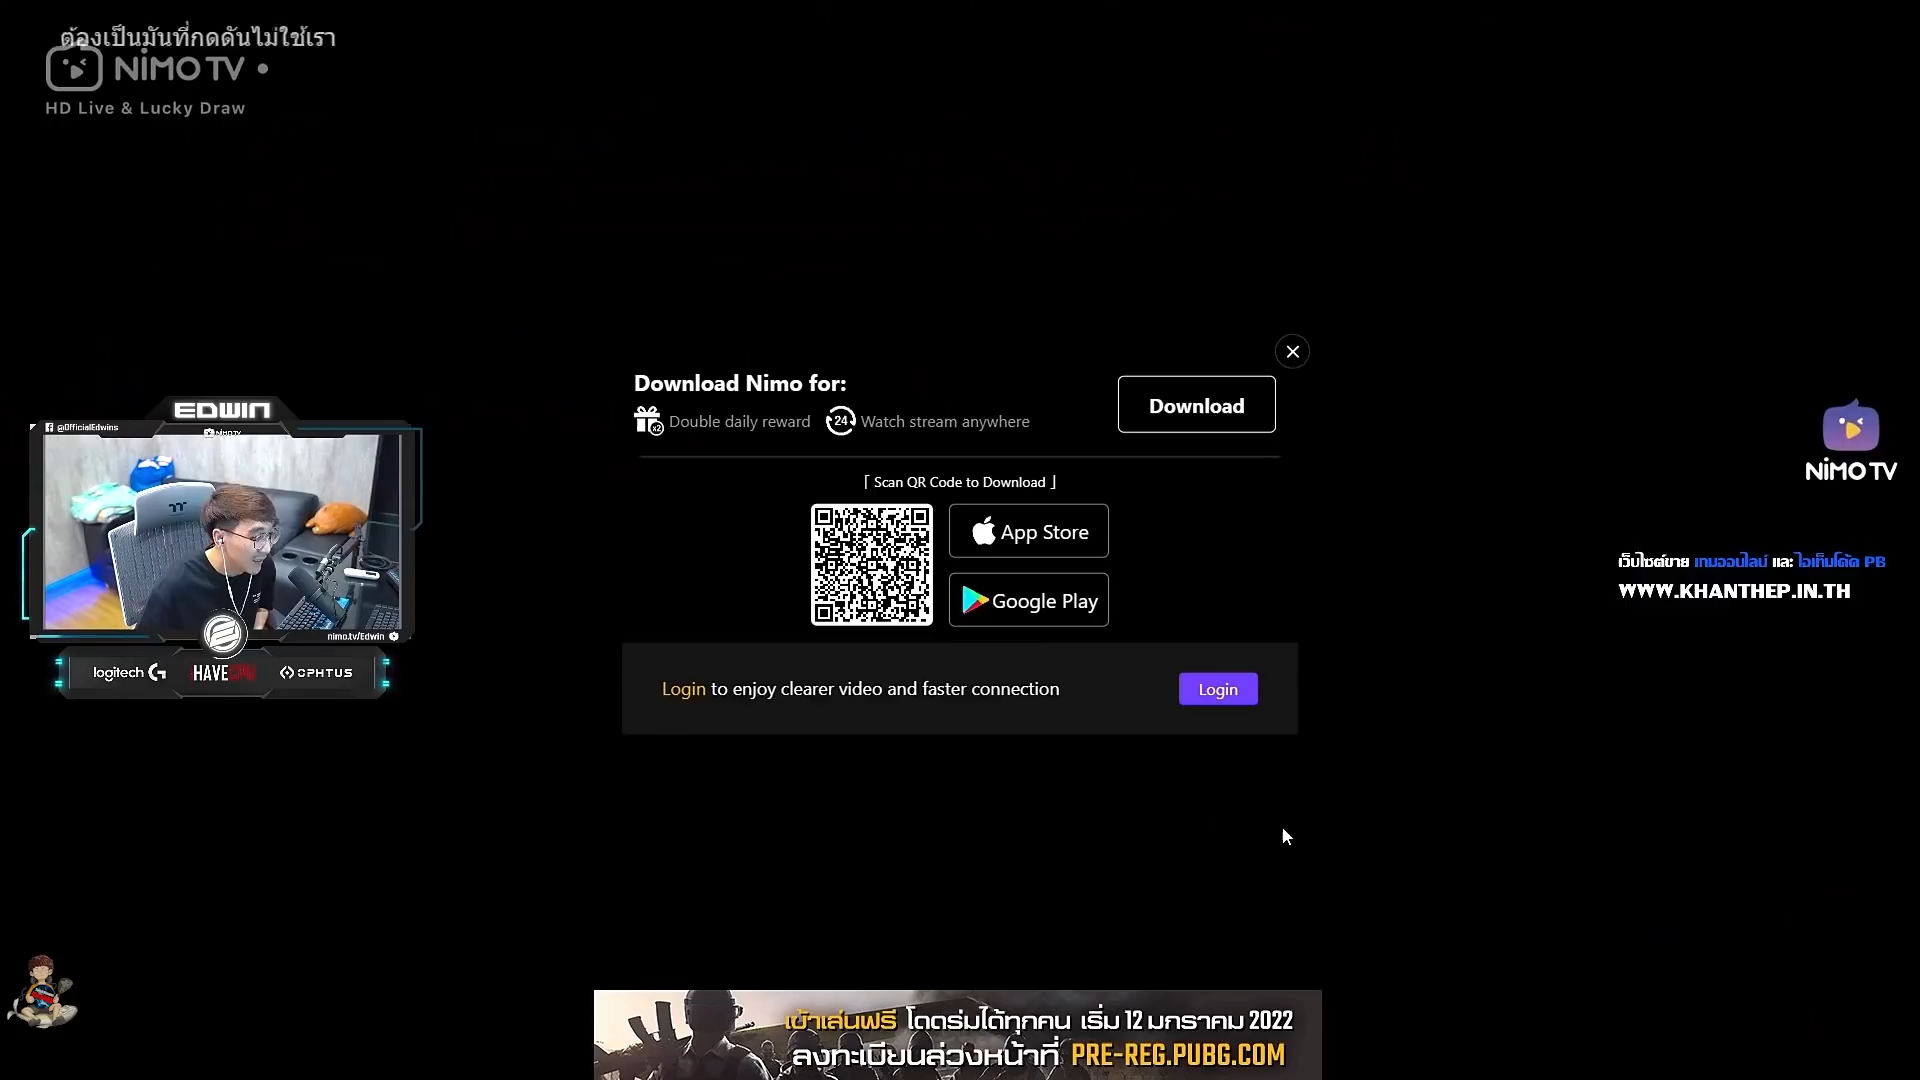 ต้องเป็นมันที่กดดันไม่ใช้เรา
NIMO TV
HD Live & Lucky Draw
Download Nimo for:
Double daily reward
24 Watch stream anywhere
Download
「 Scan QR Code to Download 」
App Store
Google Play
Login to enjoy clearer video and faster connection
Login
EDWIN
@OfficialEdwins
NIMO TV
nimo.tv/Edwin
logitech G
HAVE
OPHTUS
NIMO TV
เว็บไซต์ขาย เกมออนไลน์ และ ไอเท็มโค้ด PB
WWW.KHANTHEP.IN.TH
เข้าเล่นฟรี โดดร่มได้ทุกคน เริ่ม 12 มกราคม 2022
ลงทะเบียนล่วงหน้าที่ PRE-REG.PUBG.COM